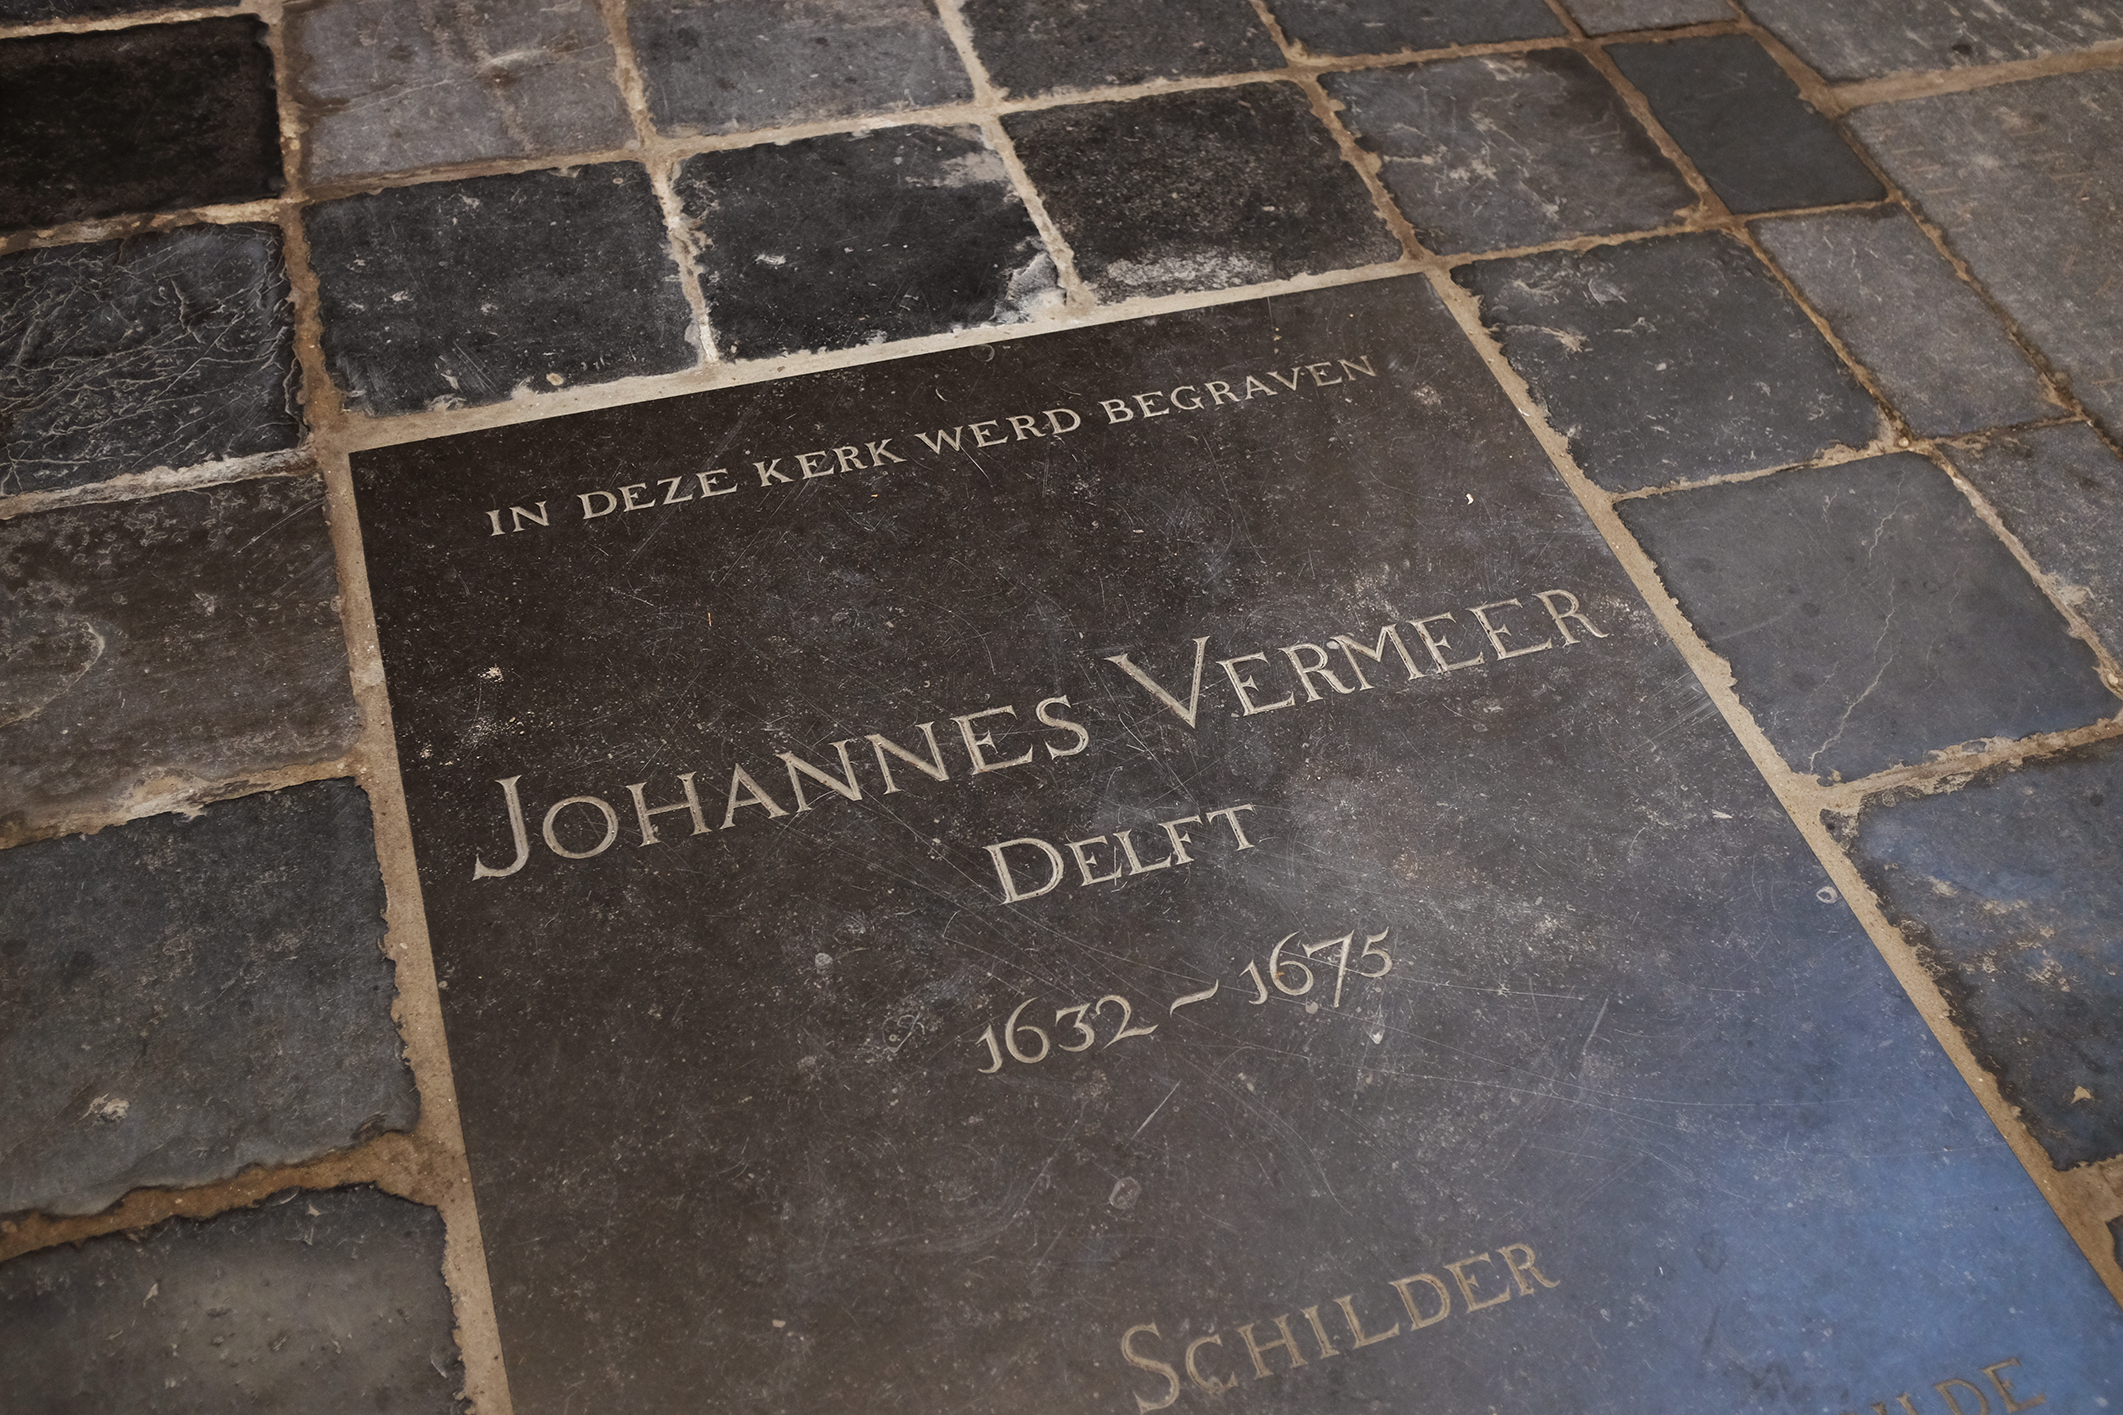 IN DEZE KERK WERD BEGRAVEN
JOHANNES VERMEER
DELFT
1632 ~ 1675
SCHILDER